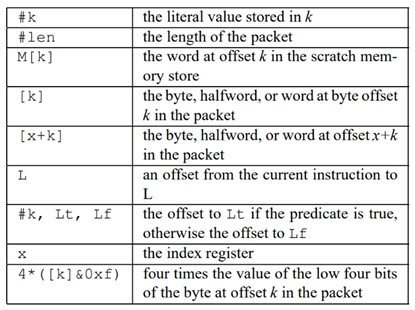 #k the literal value stored in k
#len the length of the packet
M[k] the word at offset k in the scratch mem-
ory store
[k] the byte, halfword, or word at byte offset
k in the packet
[x+k] the byte, halfword, or word at offset x+k
in the packet
L an offset from the current instruction to
L
#k, Lt, Lf the offset to Lt if the predicate is true,
otherwise the offset to Lf
x the index register
4*([k]&0xf) four times the value of the low four bits
of the byte at offset k in the packet